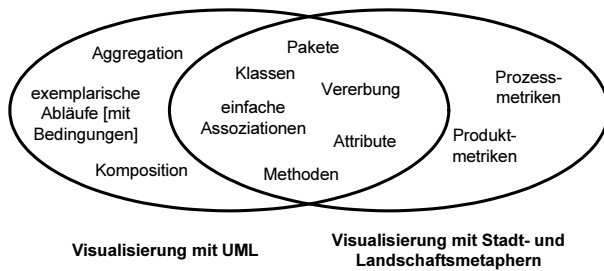 Aggregation
exemplarische
Abläufe [mit
Bedingungen]
Komposition
Pakete
Klassen
Vererbung
einfache
Assoziationen
Attribute
Methoden
Prozess-
metriken
Produkt-
metriken
Visualisierung mit UML
Visualisierung mit Stadt- und
Landschaftsmetaphern